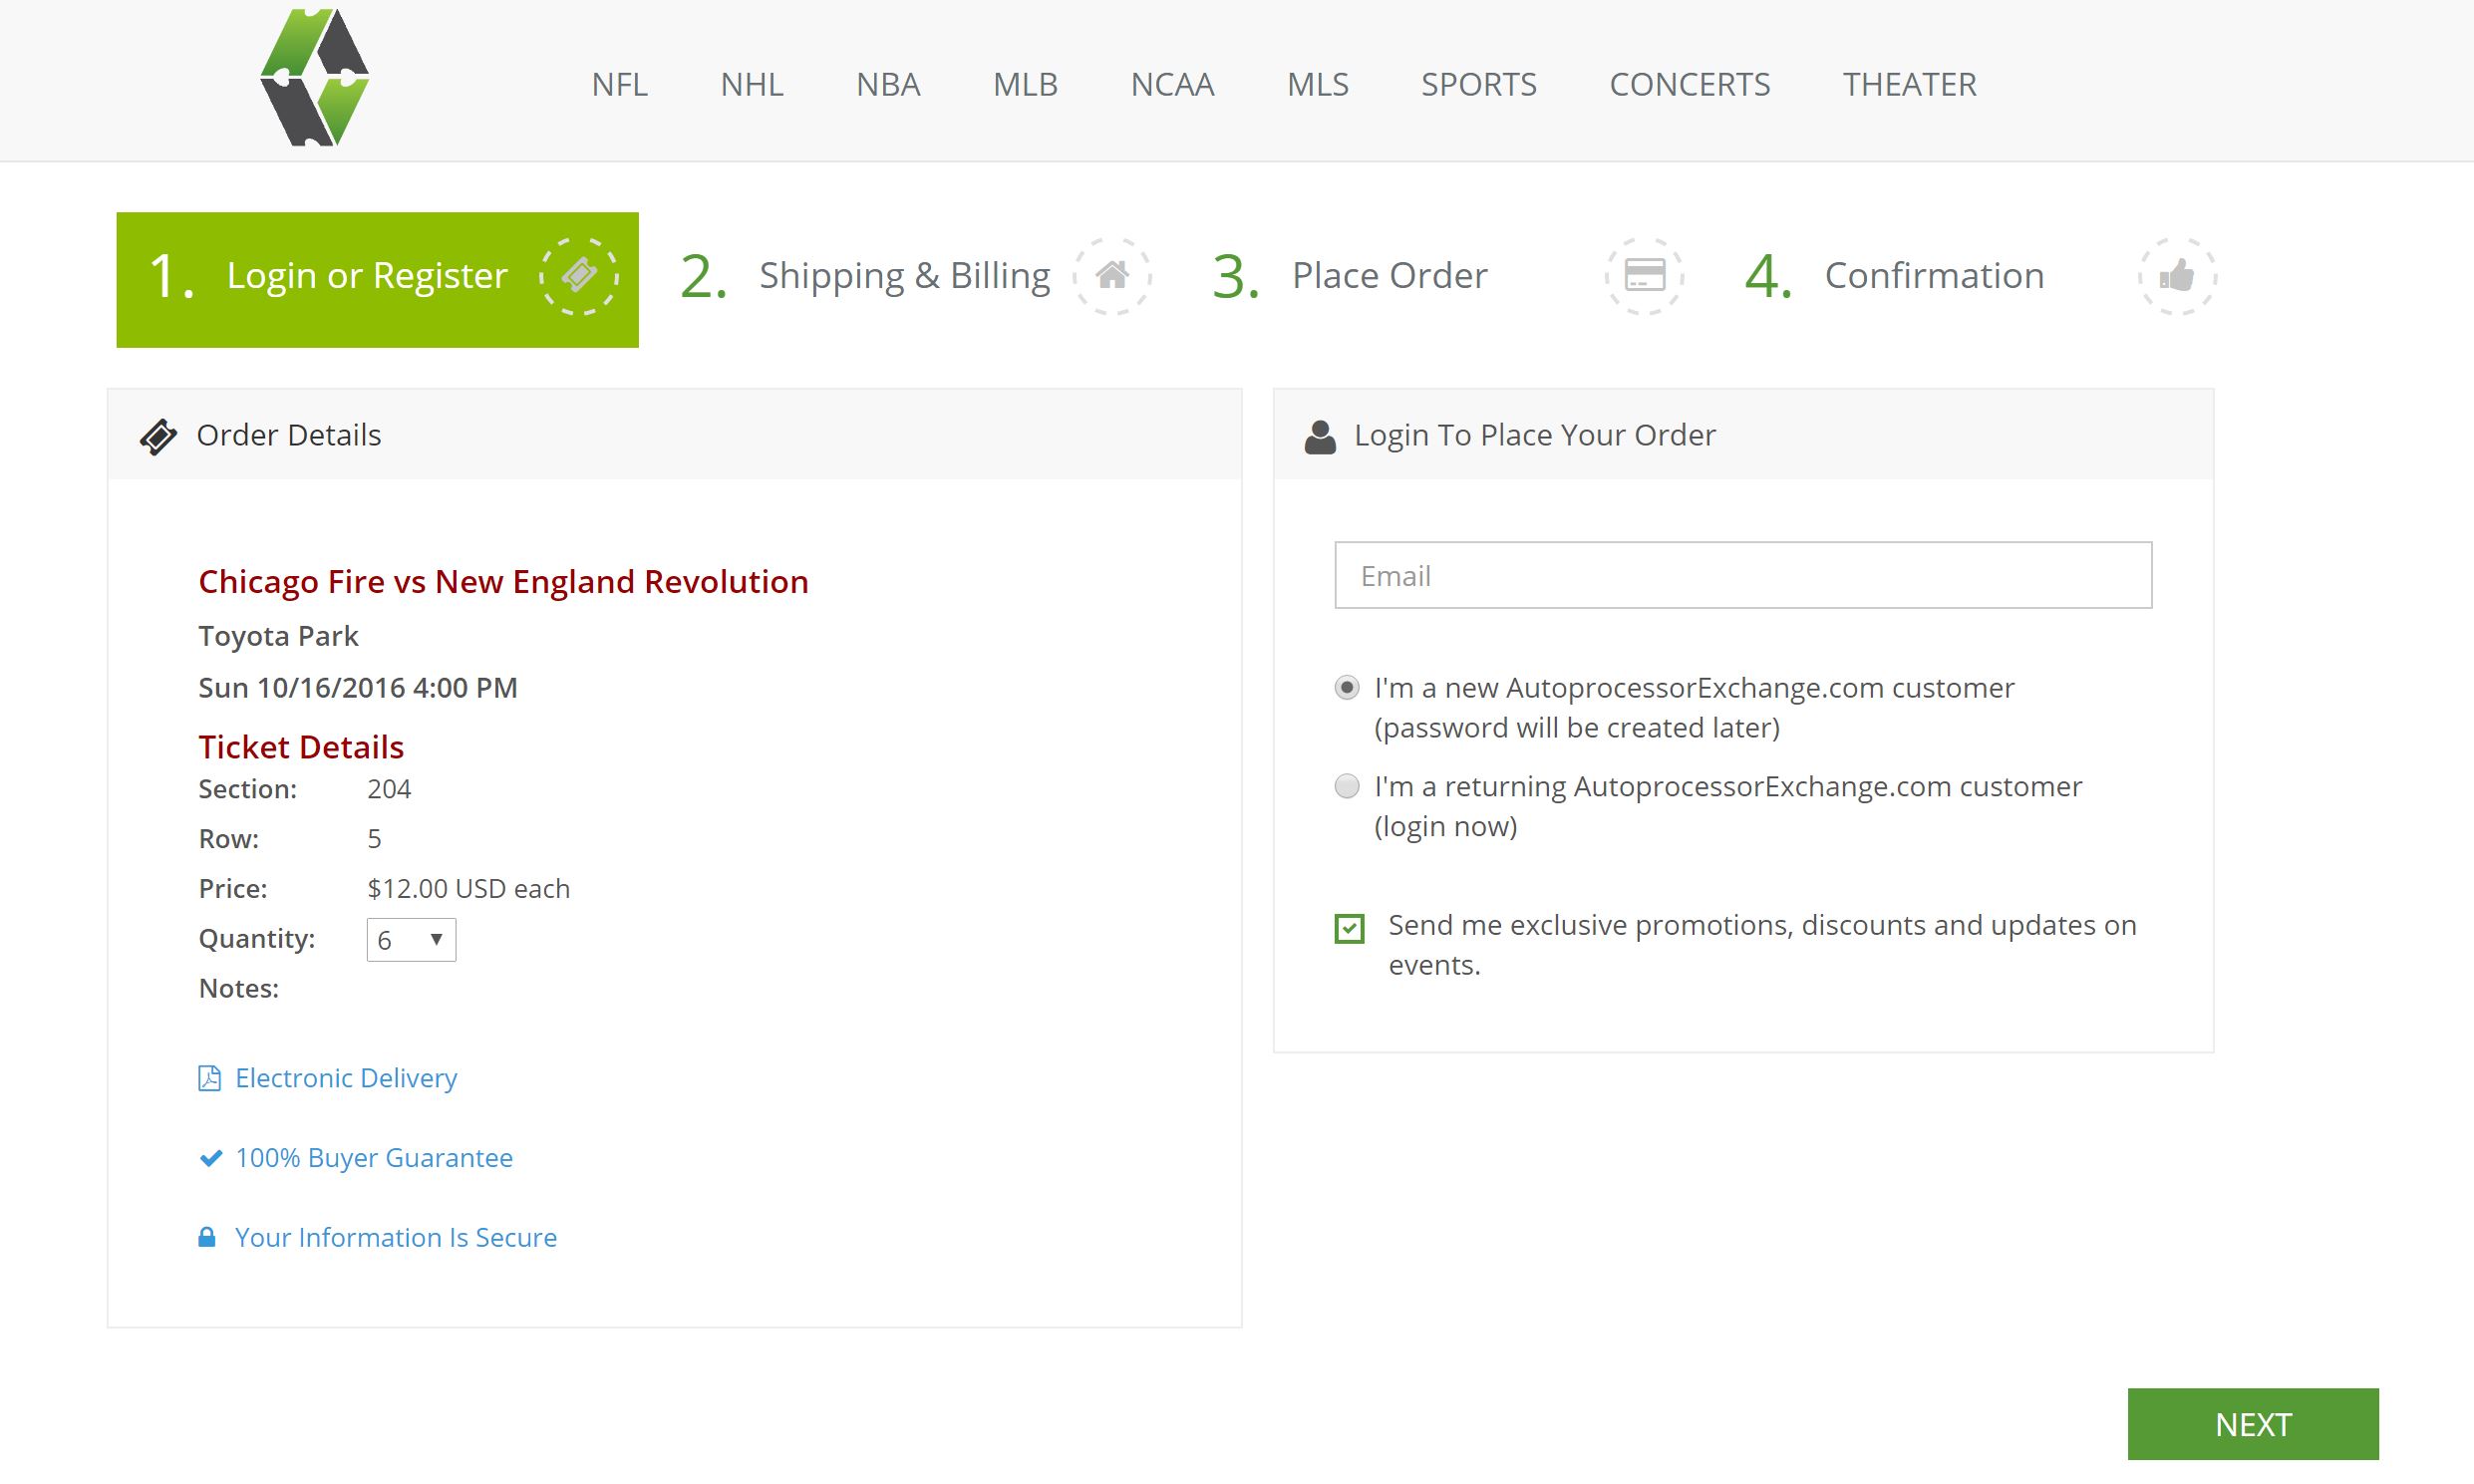 NFL NHL NBA MLB NCAA MLS SPORTS CONCERTS THEATER
1. Login or Register 2. Shipping & Billing 3. Place Order 4. Confirmation
Order Details
Chicago Fire vs New England Revolution
Toyota Park
Sun 10/16/2016 4:00 PM
Ticket Details
Section: 204
Row: 5
Price: $12.00 USD each
Quantity: 6
Notes:
Electronic Delivery
100% Buyer Guarantee
Your Information Is Secure
Login To Place Your Order
Email
I'm a new AutoprocessorExchange.com customer
(password will be created later)
I'm a returning AutoprocessorExchange.com customer
(login now)
Send me exclusive promotions, discounts and updates on
events.
NEXT